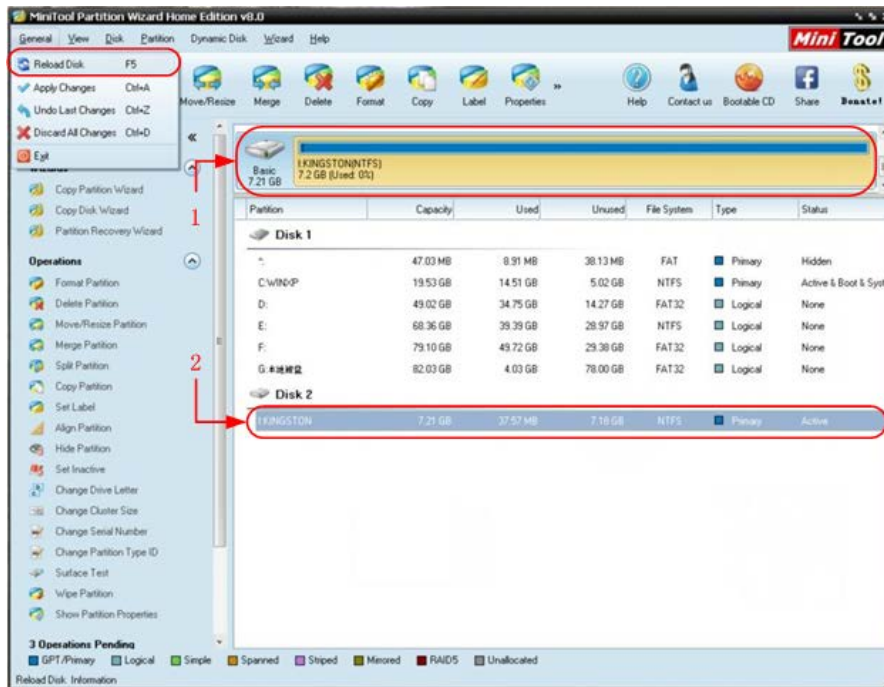 MiniTool Partition Wizard Home Edition v8.0
General View Disk Partition Dynamic Disk Wizard Help
Mini Tool
Reload Disk F5
Apply Changes Ctrl+A
Undo Last Changes Ctrl+Z
Discard All Changes Ctrl+D
Exit
Move/Resize Merge Delete Format Copy Label Properties » Help Contact us Bootable CD Share Donate!
«
Basic
7.21 GB
I:KINGSTON(NTFS)
7.2 GB (Used: 0%)
1
Copy Partition Wizard
Copy Disk Wizard
Partition Recovery Wizard
Operations
Format Partition
Delete Partition
Move/Resize Partition
Merge Partition
Split Partition
Copy Partition
Set Label
Align Partition
Hide Partition
Set Inactive
Change Drive Letter
Change Cluster Size
Change Serial Number
Change Partition Type ID
Surface Test
Wipe Partition
Show Partition Properties
3 Operations Pending
2
Partition Capacity Used Unused File System Type Status
Disk 1
*: 47.03 MB 8.91 MB 38.13 MB FAT Primary Hidden
C:WINXP 19.53 GB 14.51 GB 5.02 GB NTFS Primary Active & Boot & Syst
D: 49.02 GB 34.75 GB 14.27 GB FAT32 Logical None
E: 68.36 GB 39.39 GB 28.97 GB NTFS Logical None
F: 79.10 GB 49.72 GB 29.38 GB FAT32 Logical None
G:本地磁盘 82.03 GB 4.03 GB 78.00 GB FAT32 Logical None
Disk 2
I:KINGSTON 7.21 GB 37.57 MB 7.18 GB NTFS Primary Active
GPT/Primary Logical Simple Spanned Striped Mirrored RAID5 Unallocated
Reload Disk Information